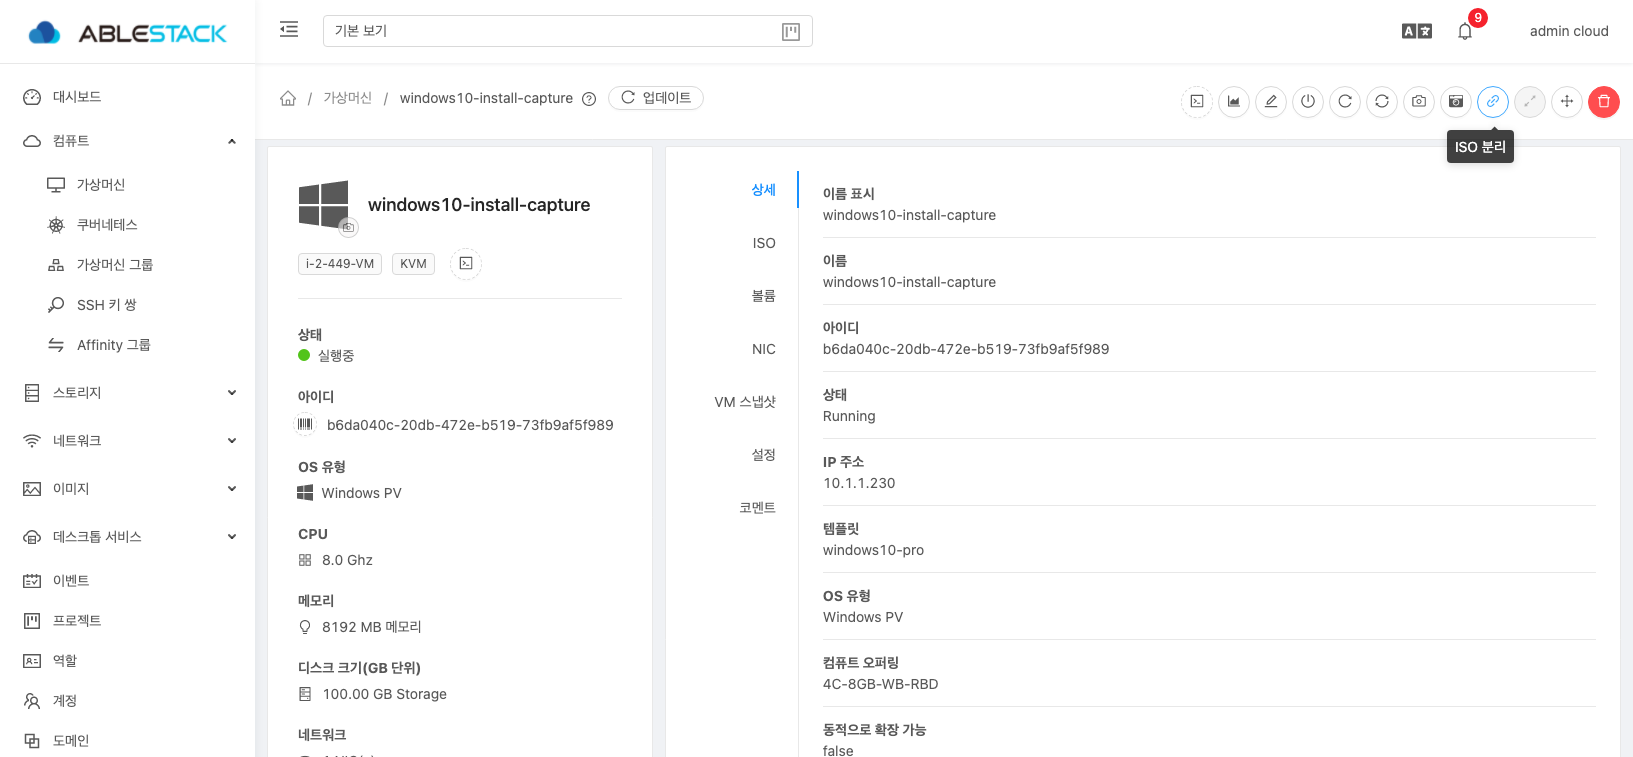 ABLESTACK
기본 보기
9
admin cloud
대시보드
컴퓨트
가상머신
쿠버네테스
가상머신 그룹
SSH 키 쌍
Affinity 그룹
스토리지
네트워크
이미지
데스크톱 서비스
이벤트
프로젝트
역할
계정
도메인
/ 가상머신 / windows10-install-capture 업데이트
ISO 분리
windows10-install-capture
i-2-449-VM KVM
상태
실행중
아이디
b6da040c-20db-472e-b519-73fb9af5f989
OS 유형
Windows PV
CPU
8.0 Ghz
메모리
8192 MB 메모리
디스크 크기(GB 단위)
100.00 GB Storage
네트워크
상세
ISO
볼륨
NIC
VM 스냅샷
설정
코멘트
이름 표시
windows10-install-capture
이름
windows10-install-capture
아이디
b6da040c-20db-472e-b519-73fb9af5f989
상태
Running
IP 주소
10.1.1.230
템플릿
windows10-pro
OS 유형
Windows PV
컴퓨트 오퍼링
4C-8GB-WB-RBD
동적으로 확장 가능
false